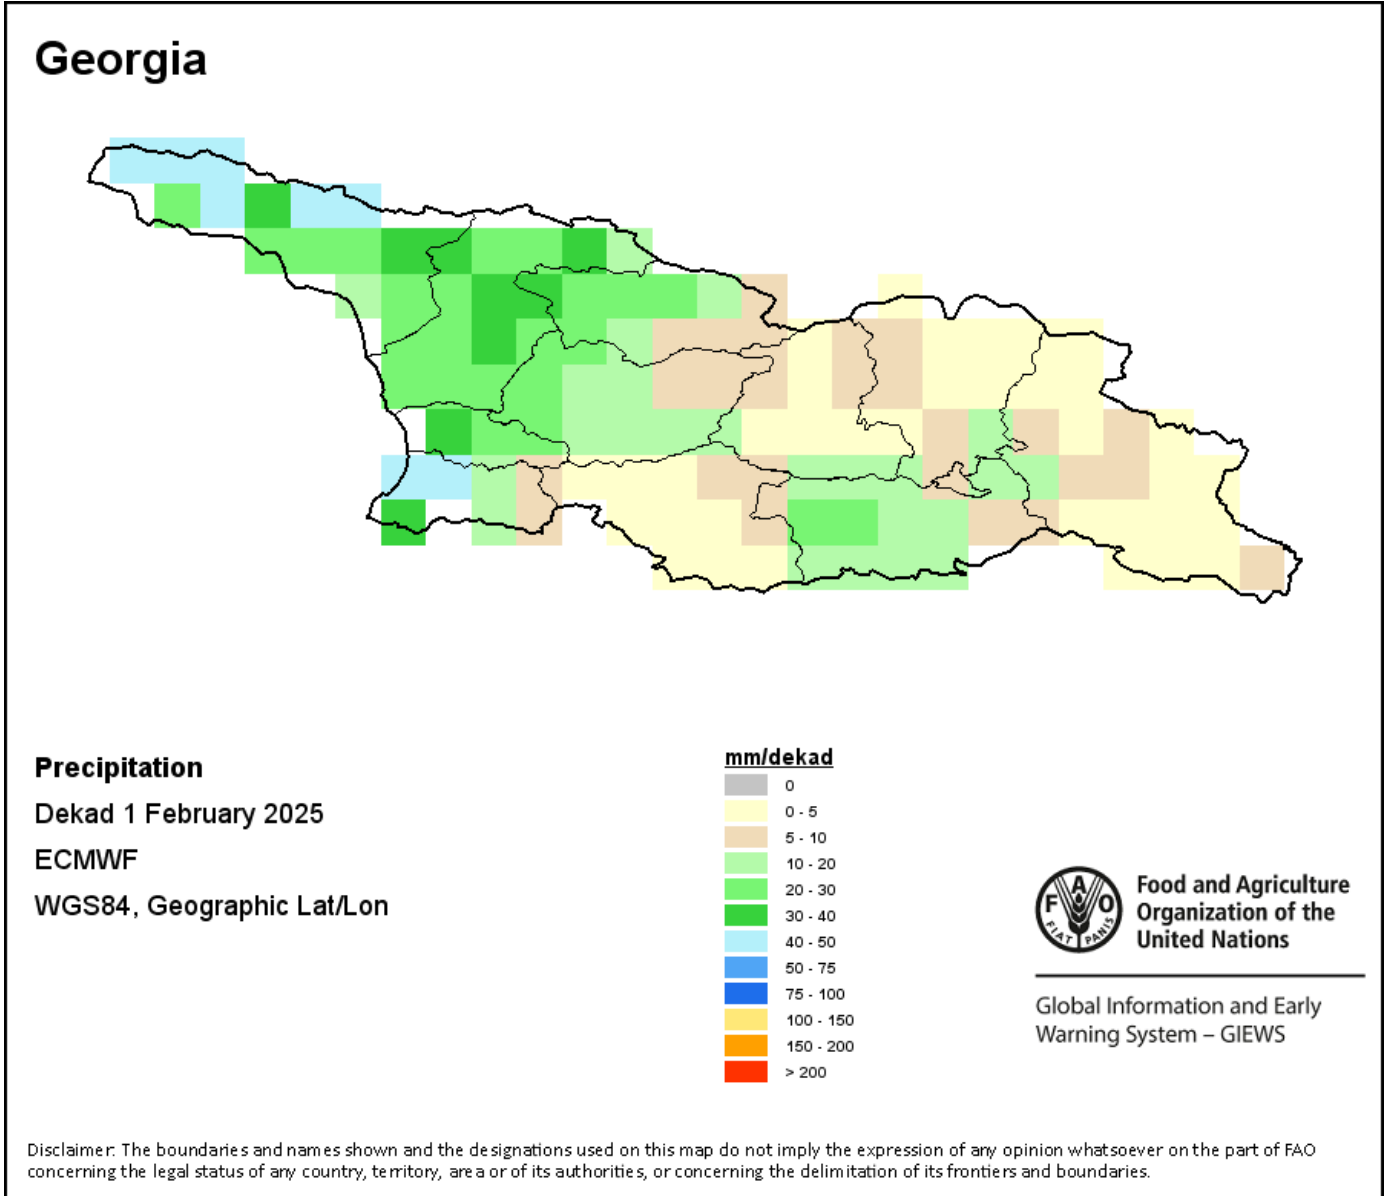 Georgia
Precipitation
Dekad 1 February 2025
ECMWF
WGS84, Geographic Lat/Lon
mm/dekad
0
0 - 5
5 - 10
10 - 20
20 - 30
30 - 40
40 - 50
50 - 75
75 - 100
100 - 150
150 - 200
> 200
F A O
FIAT PANIS
Food and Agriculture
Organization of the
United Nations
Global Information and Early
Warning System – GIEWS
Disclaimer: The boundaries and names shown and the designations used on this map do not imply the expression of any opinion whatsoever on the part of FAO
concerning the legal status of any country, territory, area or of its authorities, or concerning the delimitation of its frontiers and boundaries.